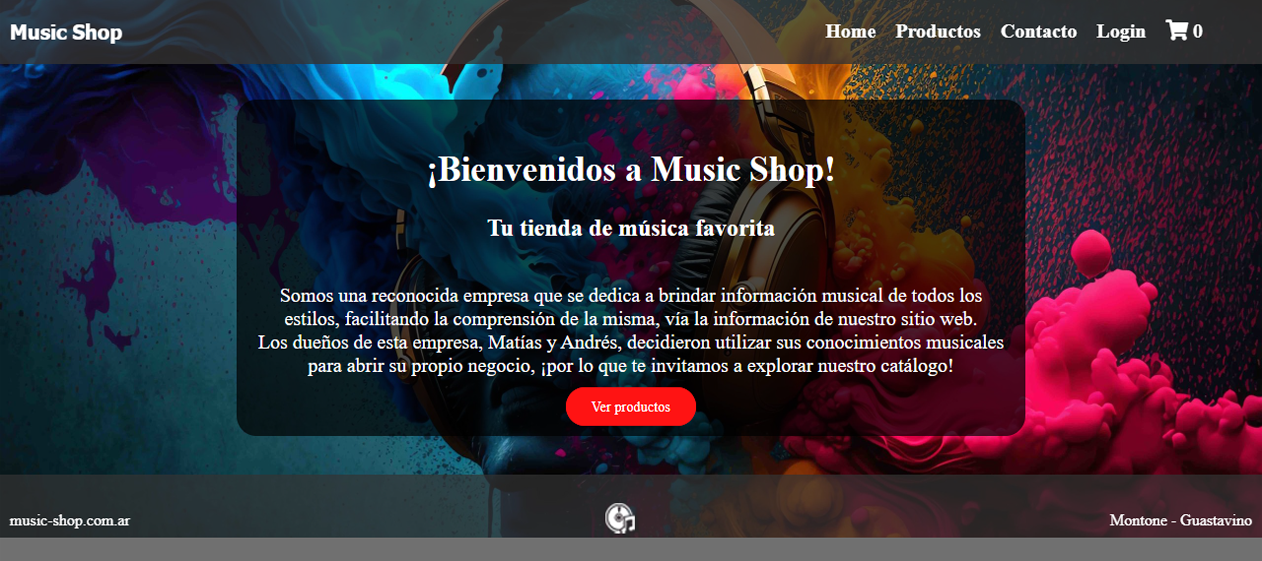 Music Shop
Home Productos Contacto Login 0
¡Bienvenidos a Music Shop!
Tu tienda de música favorita
Somos una reconocida empresa que se dedica a brindar información musical de todos los
estilos, facilitando la comprensión de la misma, vía la información de nuestro sitio web.
Los dueños de esta empresa, Matías y Andrés, decidieron utilizar sus conocimientos musicales
para abrir su propio negocio, ¡por lo que te invitamos a explorar nuestro catálogo!
Ver productos
music-shop.com.ar
Montone - Guastavino